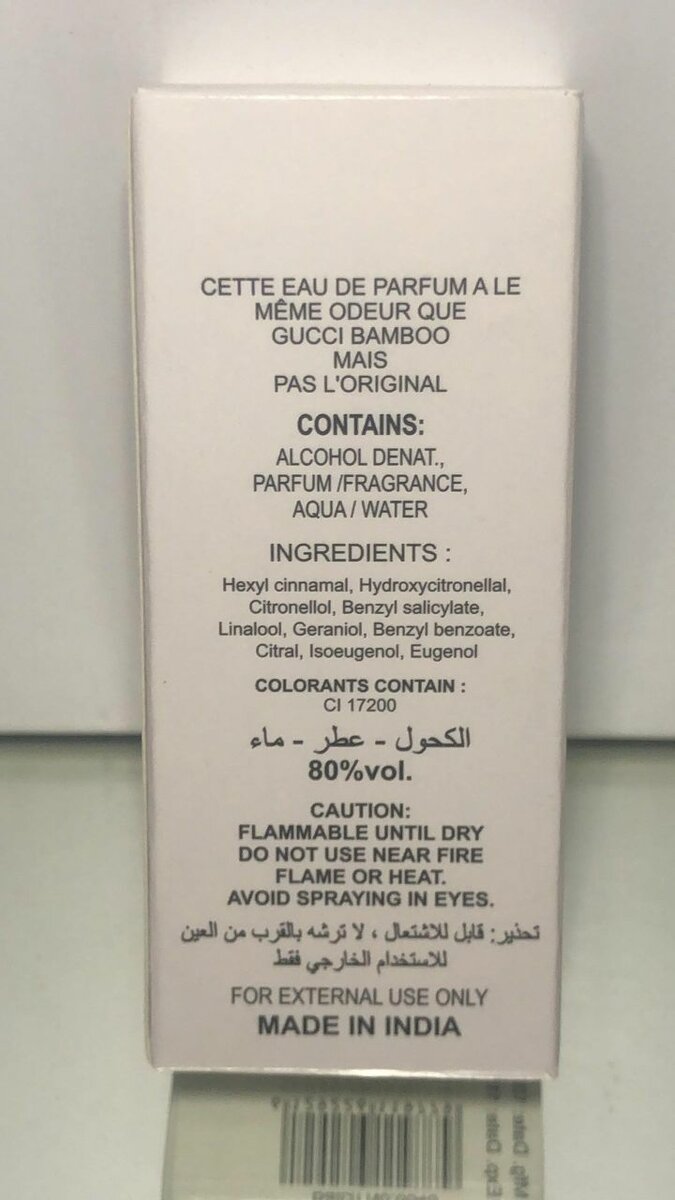 CETTE EAU DE PARFUM A LE
MÊME ODEUR QUE
GUCCI BAMBOO
MAIS
PAS L'ORIGINAL
CONTAINS:
ALCOHOL DENAT.,
PARFUM /FRAGRANCE,
AQUA / WATER
INGREDIENTS :
Hexyl cinnamal, Hydroxycitronellal,
Citronellol, Benzyl salicylate,
Linalool, Geraniol, Benzyl benzoate,
Citral, Isoeugenol, Eugenol
COLORANTS CONTAIN :
CI 17200
الكحول - عطر - ماء
80%vol.
CAUTION:
FLAMMABLE UNTIL DRY
DO NOT USE NEAR FIRE
FLAME OR HEAT.
AVOID SPRAYING IN EYES.
تحذير: قابل للاشتعال ، لا ترشه بالقرب من العين
للاستخدام الخارجي فقط
FOR EXTERNAL USE ONLY
MADE IN INDIA
Exp. Date
Mfg. Date